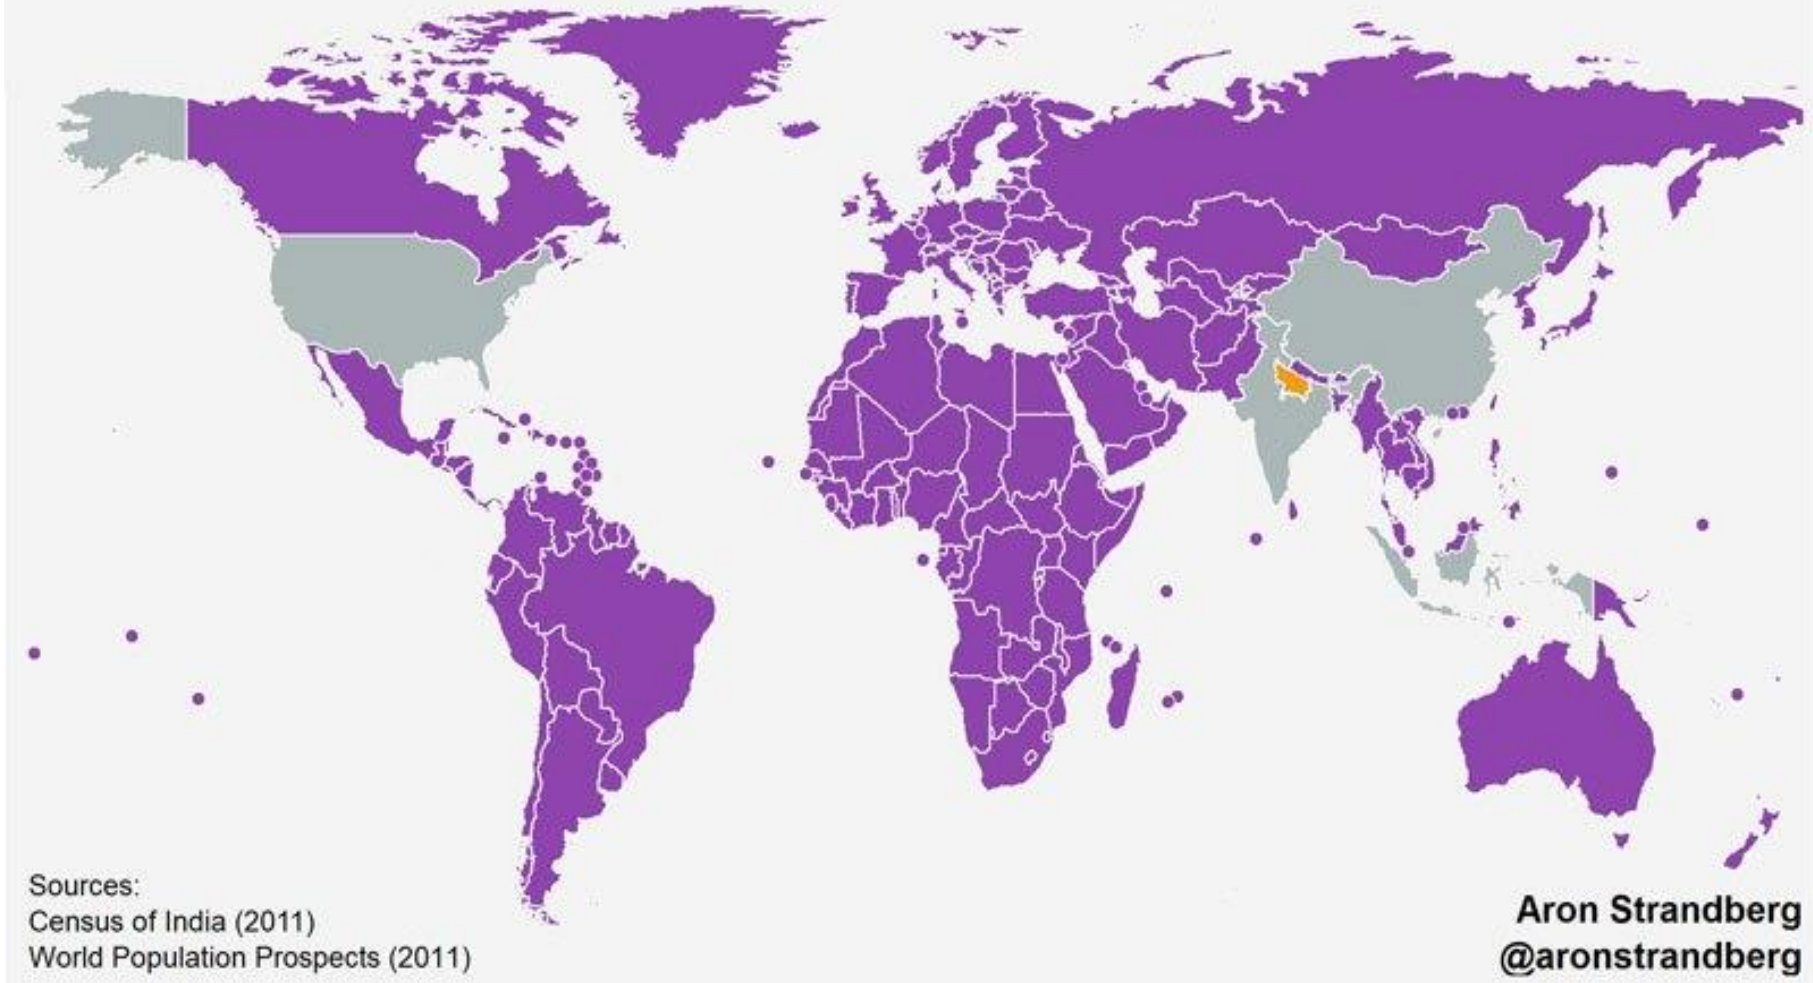 Sources:
Census of India (2011)
World Population Prospects (2011)
Aron Strandberg
@aronstrandberg